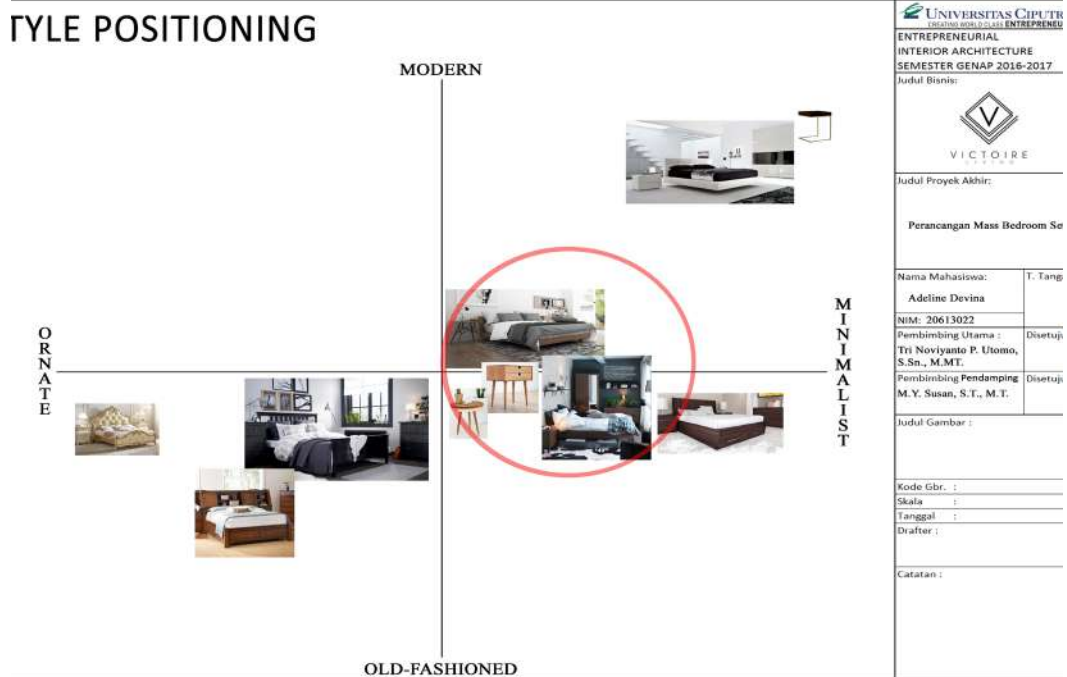 TYLE POSITIONING
MODERN
ORNATE
MINIMALIST
OLD-FASHIONED
UNIVERSITAS CIPUTR
CREATING WORLD CLASS ENTREPRENEU
ENTREPRENEURIAL
INTERIOR ARCHITECTURE
SEMESTER GENAP 2016-2017
Judul Bisnis:
V
VICTOIRE
Judul Proyek Akhir:
Perancangan Mass Bedroom Se
Nama Mahasiswa:
T. Tang
Adeline Devina
NIM: 20613022
Pembimbing Utama :
Disetuju
Tri Noviyanto P. Utomo,
S.Sn., M.MT.
Pembimbing Pendamping
Disetuju
M.Y. Susan, S.T., M.T.
Judul Gambar :
Kode Gbr. :
Skala :
Tanggal :
Drafter :
Catatan :